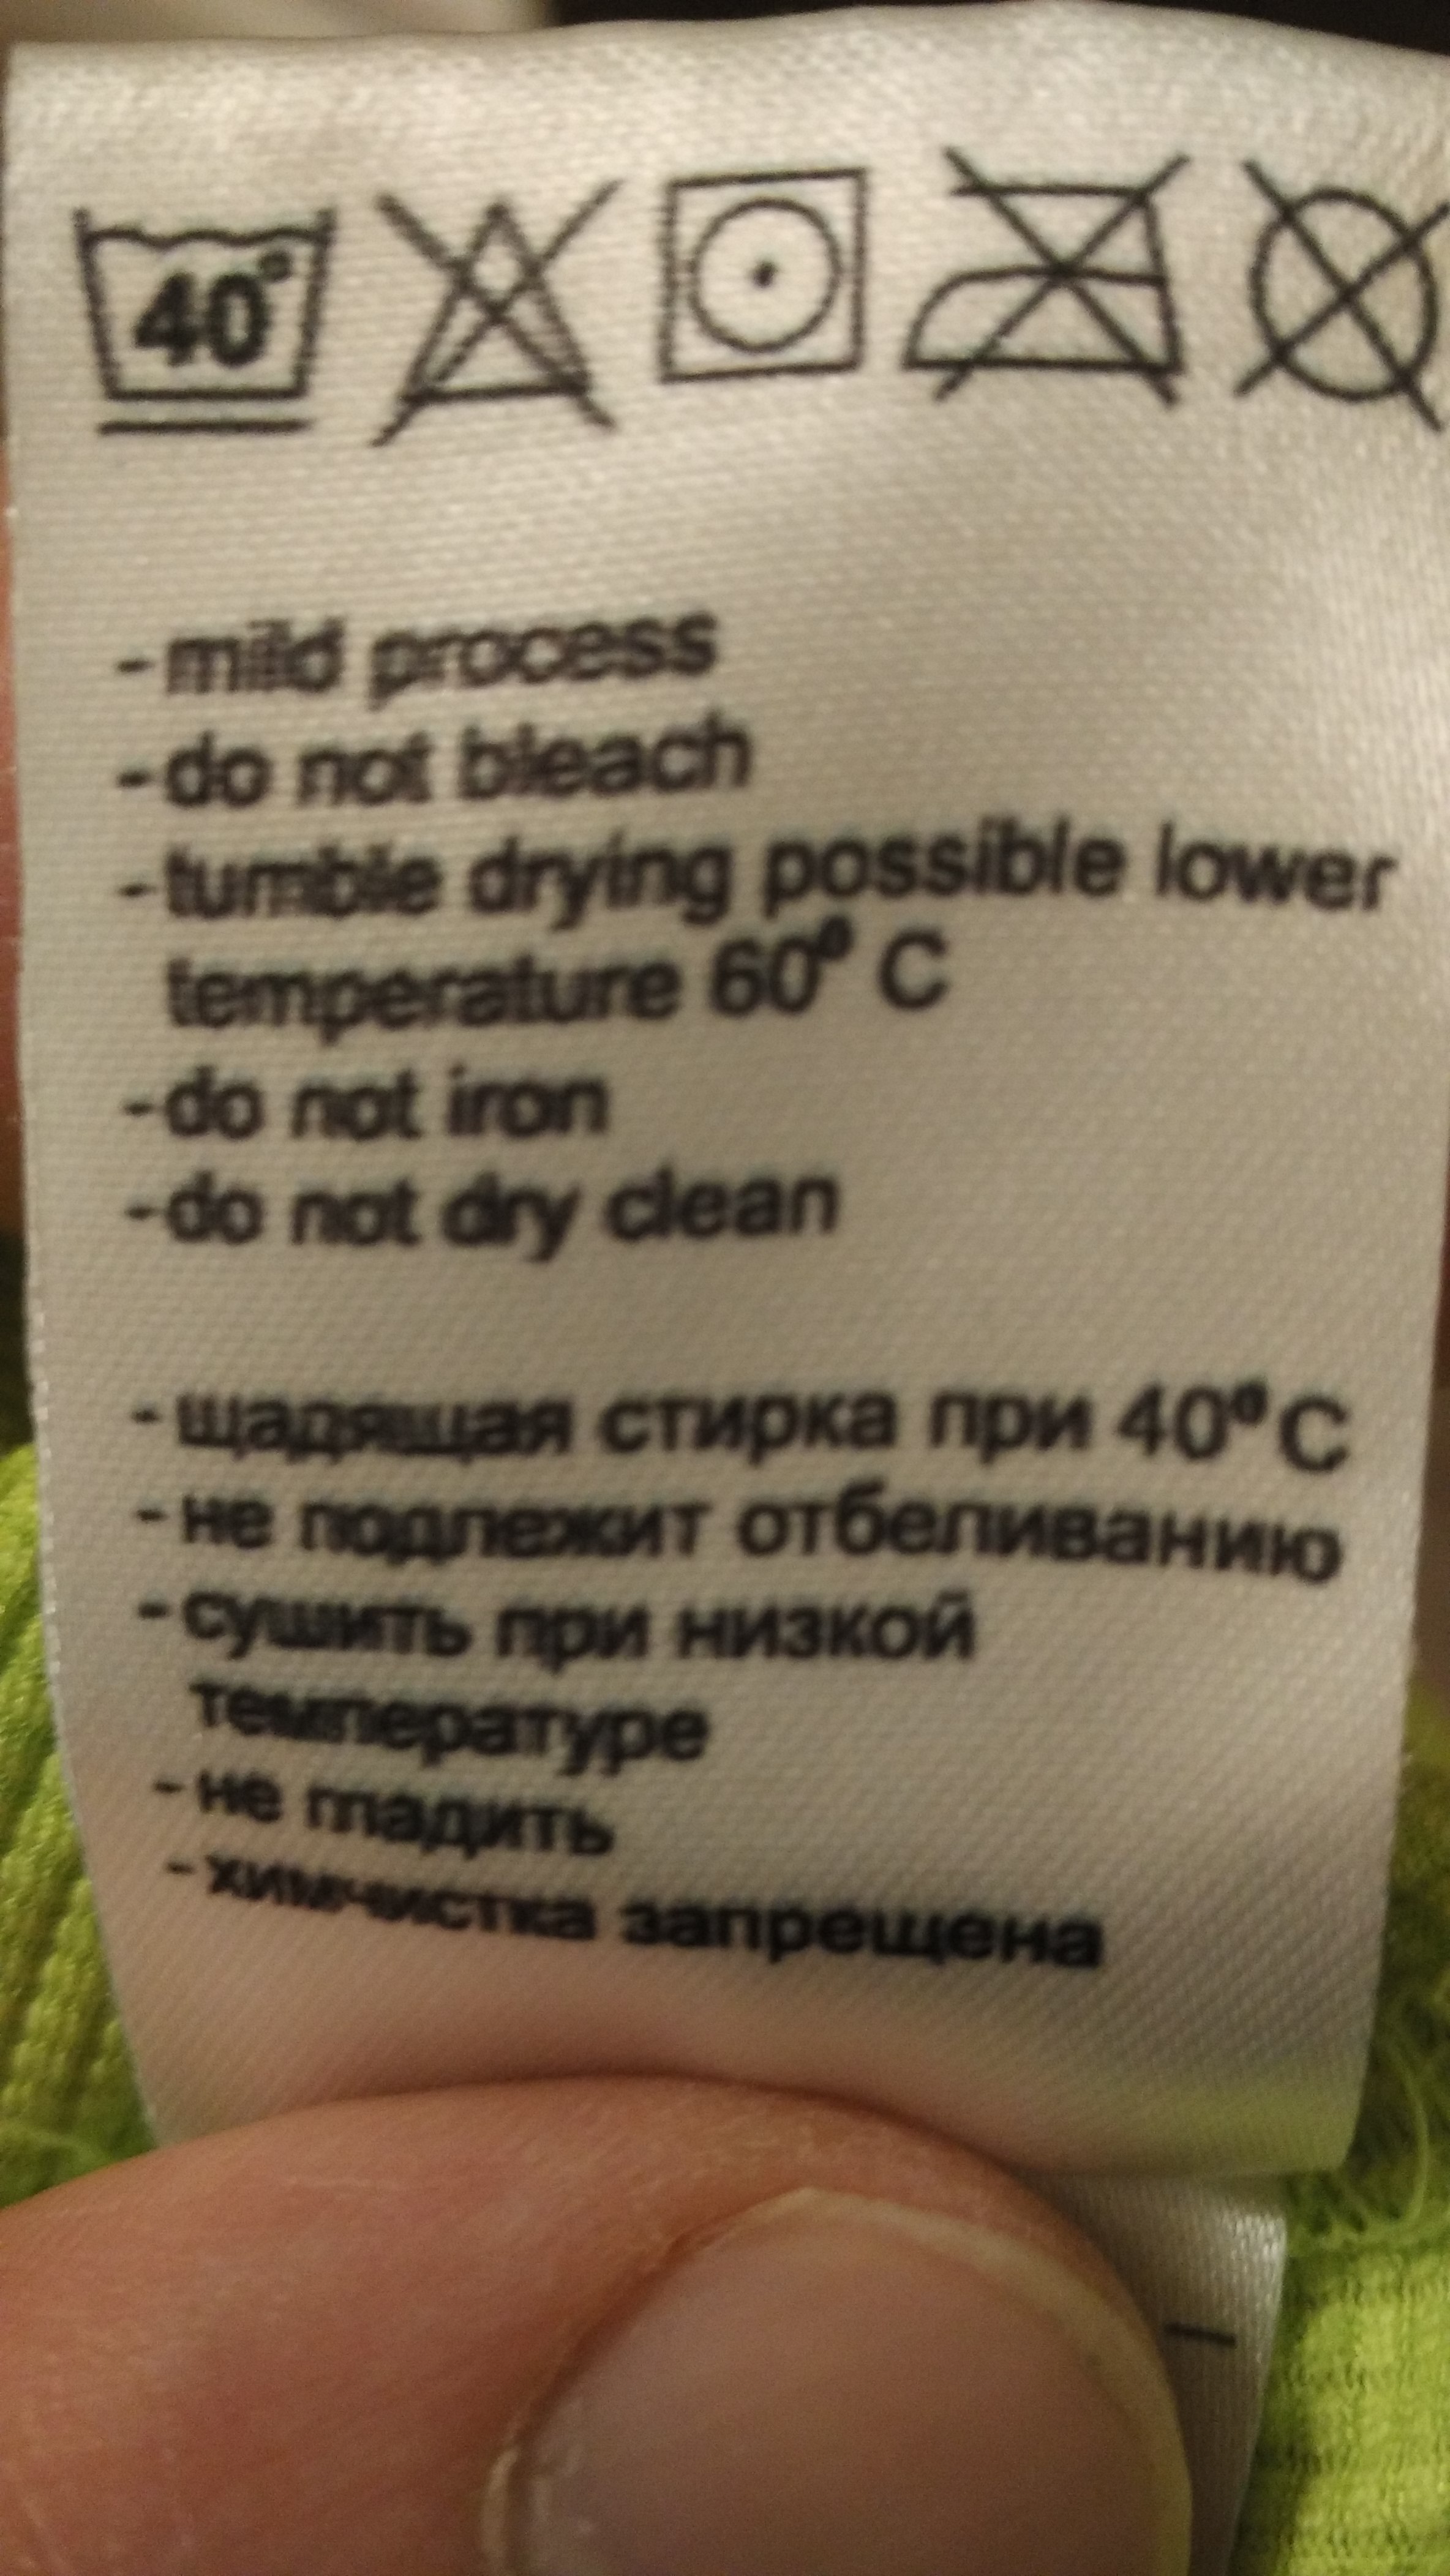 40°
- mild process
- do not bleach
- tumble drying possible lower
temperature 60° C
- do not iron
- do not dry clean
- щадящая стирка при 40° C
- не подлежит отбеливанию
- сушить при низкой
температуре
- не гладить
- химчистка запрещена